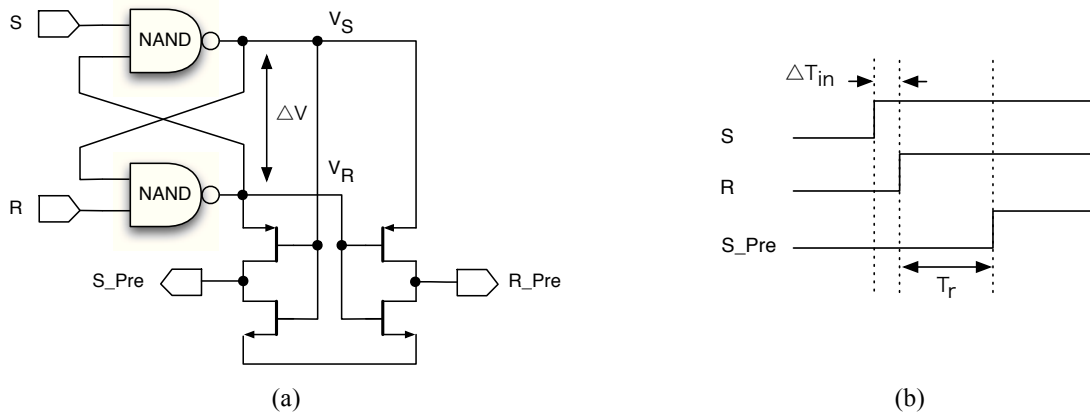 S
NAND
V_S
△V
V_R
NAND
R
S_Pre
R_Pre
(a)
△T_in
S
R
S_Pre
T_r
(b)